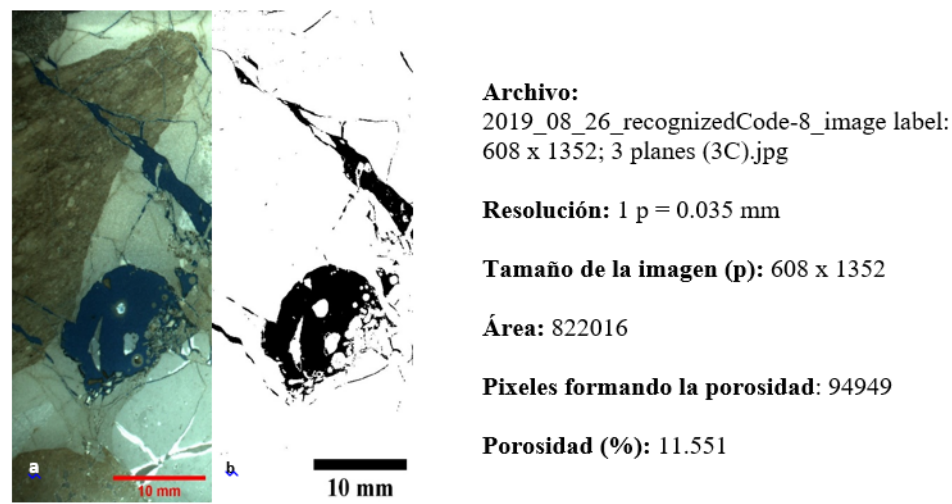 Archivo:
2019_08_26_recognizedCode-8_image label:
608 x 1352; 3 planes (3C).jpg
Resolución: 1 p = 0.035 mm
Tamaño de la imagen (p): 608 x 1352
Área: 822016
Pixeles formando la porosidad: 94949
Porosidad (%): 11.551
a
10 mm
b
10 mm